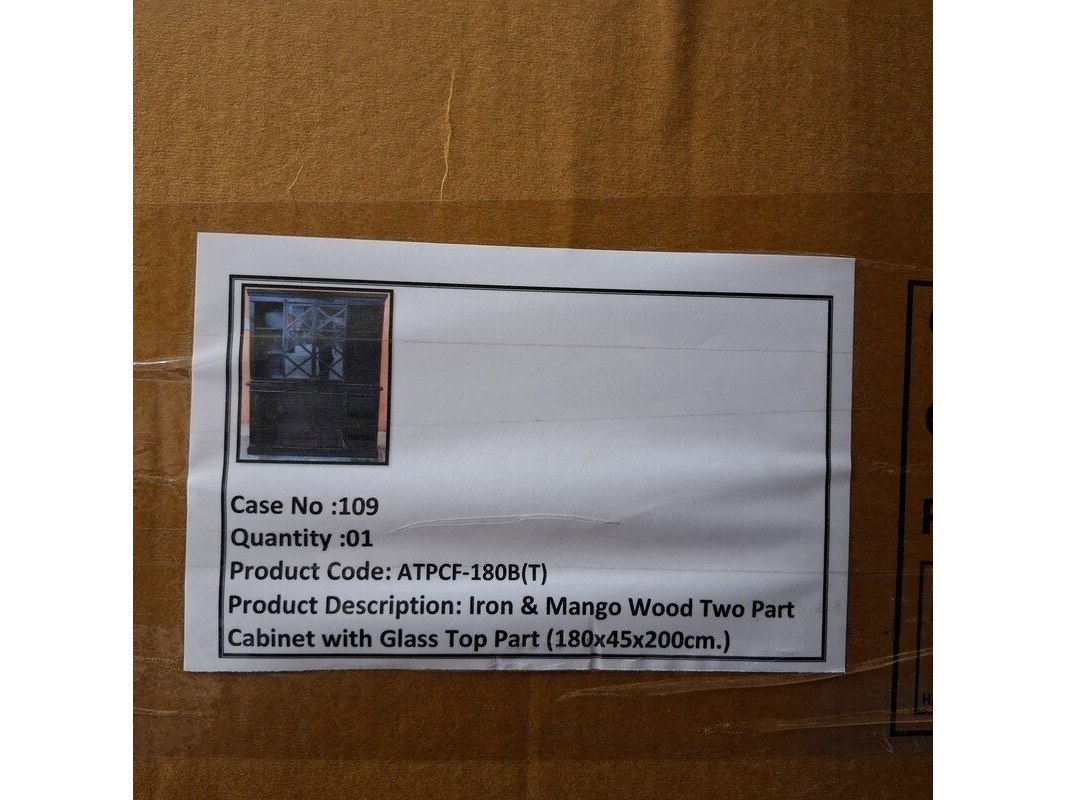 Case No :109
Quantity :01
Product Code: ATPCF-180B(T)
Product Description: Iron & Mango Wood Two Part
Cabinet with Glass Top Part (180x45x200cm.)